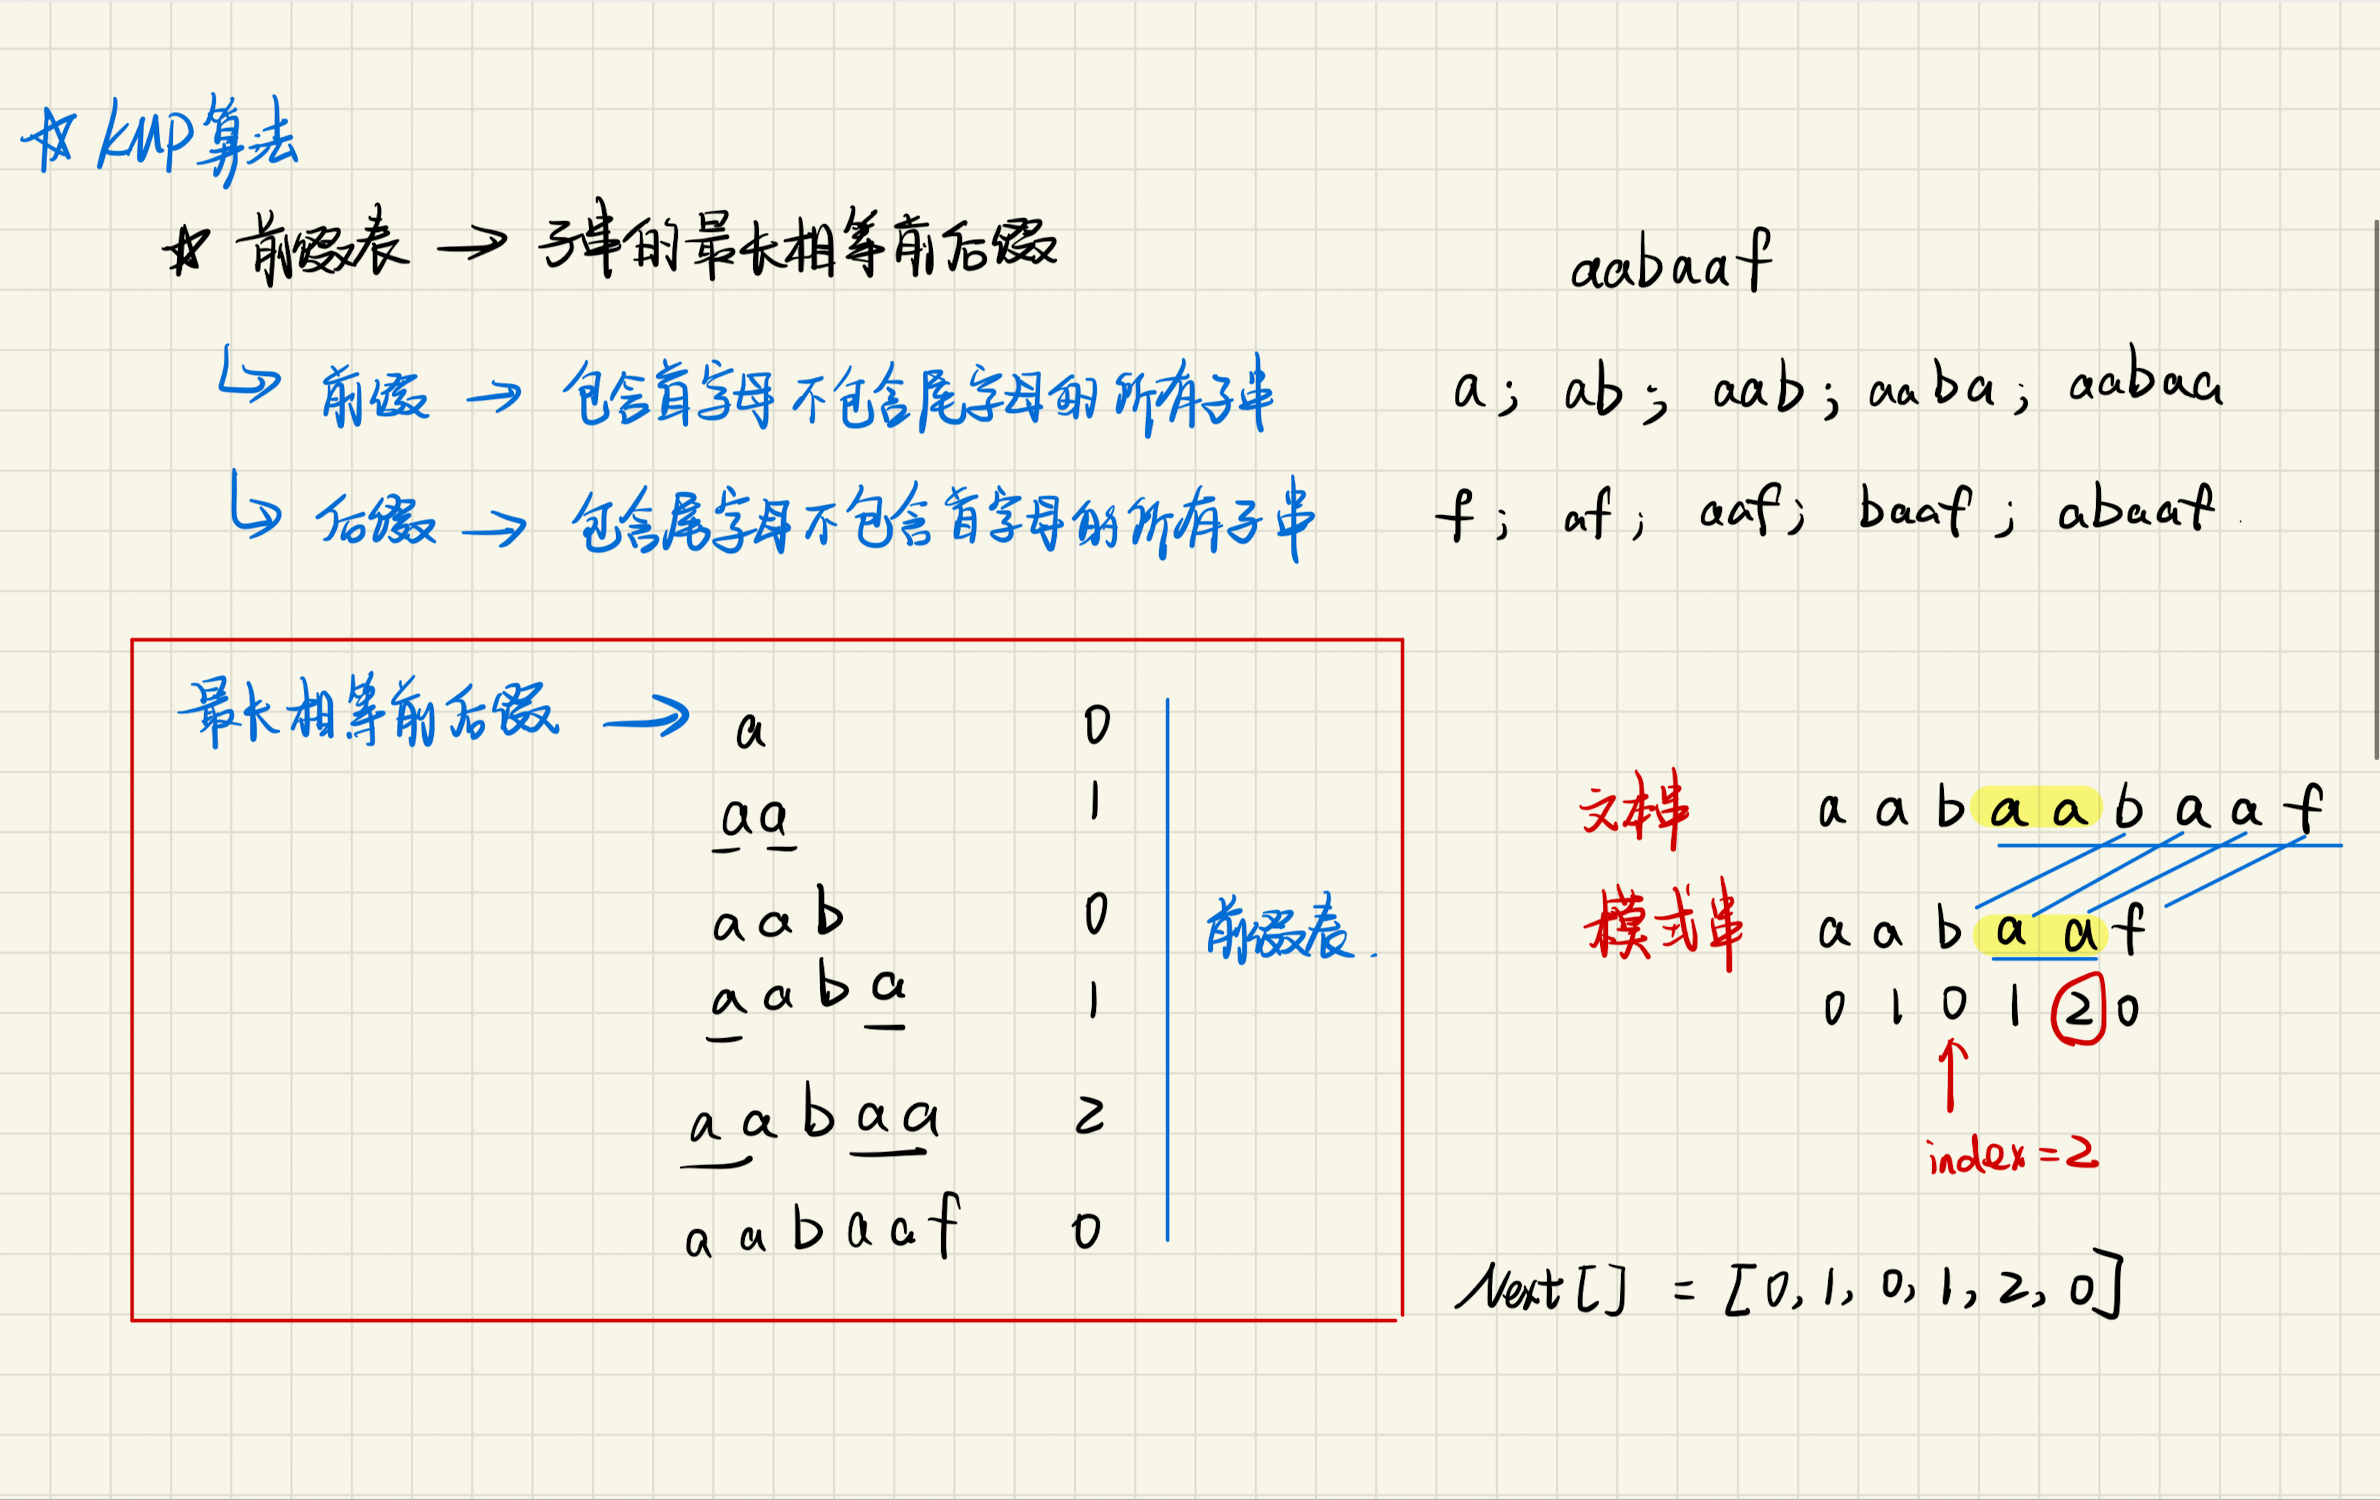 ☆ KMP算法
☆ 前缀表 → 子串的最长相等前后缀
aabaaf
↳ 前缀 → 包含首字母不包含尾字母的所有子串
a; ab; aab; aaba; aabaa
↳ 后缀 → 包含尾字母不包含首字母的所有子串
f; af; aaf; baaf; abaaf.
最长相等前后缀 → a 0
aa 1
aab 0
aaba 1
aabaa 2
aabaaf 0
前缀表.
文本串 a a b a a b a a f
模式串 a a b a a f
0 1 0 1 2 0
↑
index=2
Next[] = [0, 1, 0, 1, 2, 0]